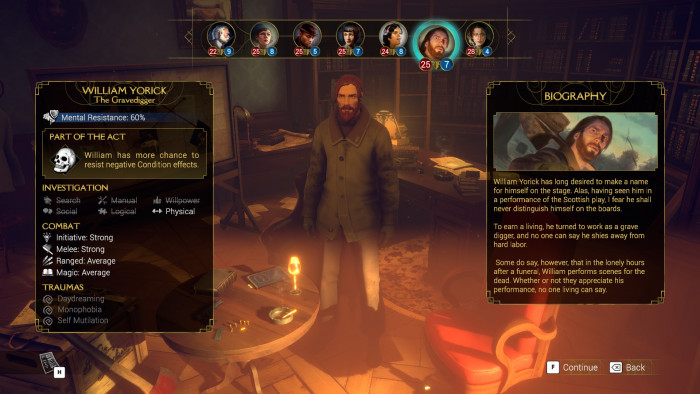 22 9 25 8 25 5 25 7 24 8 25 7 28 4
WILLIAM YORICK
The Gravedigger
Mental Resistance: 60%
PART OF THE ACT
William has more chance to
resist negative Condition effects.
INVESTIGATION
Search Manual Willpower
Social Logical Physical
COMBAT
Initiative: Strong
Melee: Strong
Ranged: Average
Magic: Average
TRAUMAS
Daydreaming
Monophobia
Self Mutilation
H
BIOGRAPHY
William Yorick has long desired to make a name
for himself on the stage. Alas, having seen him in
a performance of the Scottish play, I fear he shall
never distinguish himself on the boards.
To earn a living, he turned to work as a grave
digger, and no one can say he shies away from
hard labor.
Some do say, however, that in the lonely hours
after a funeral, William performs scenes for the
dead. Whether or not they appreciate his
performance, no one living can say.
F Continue Back